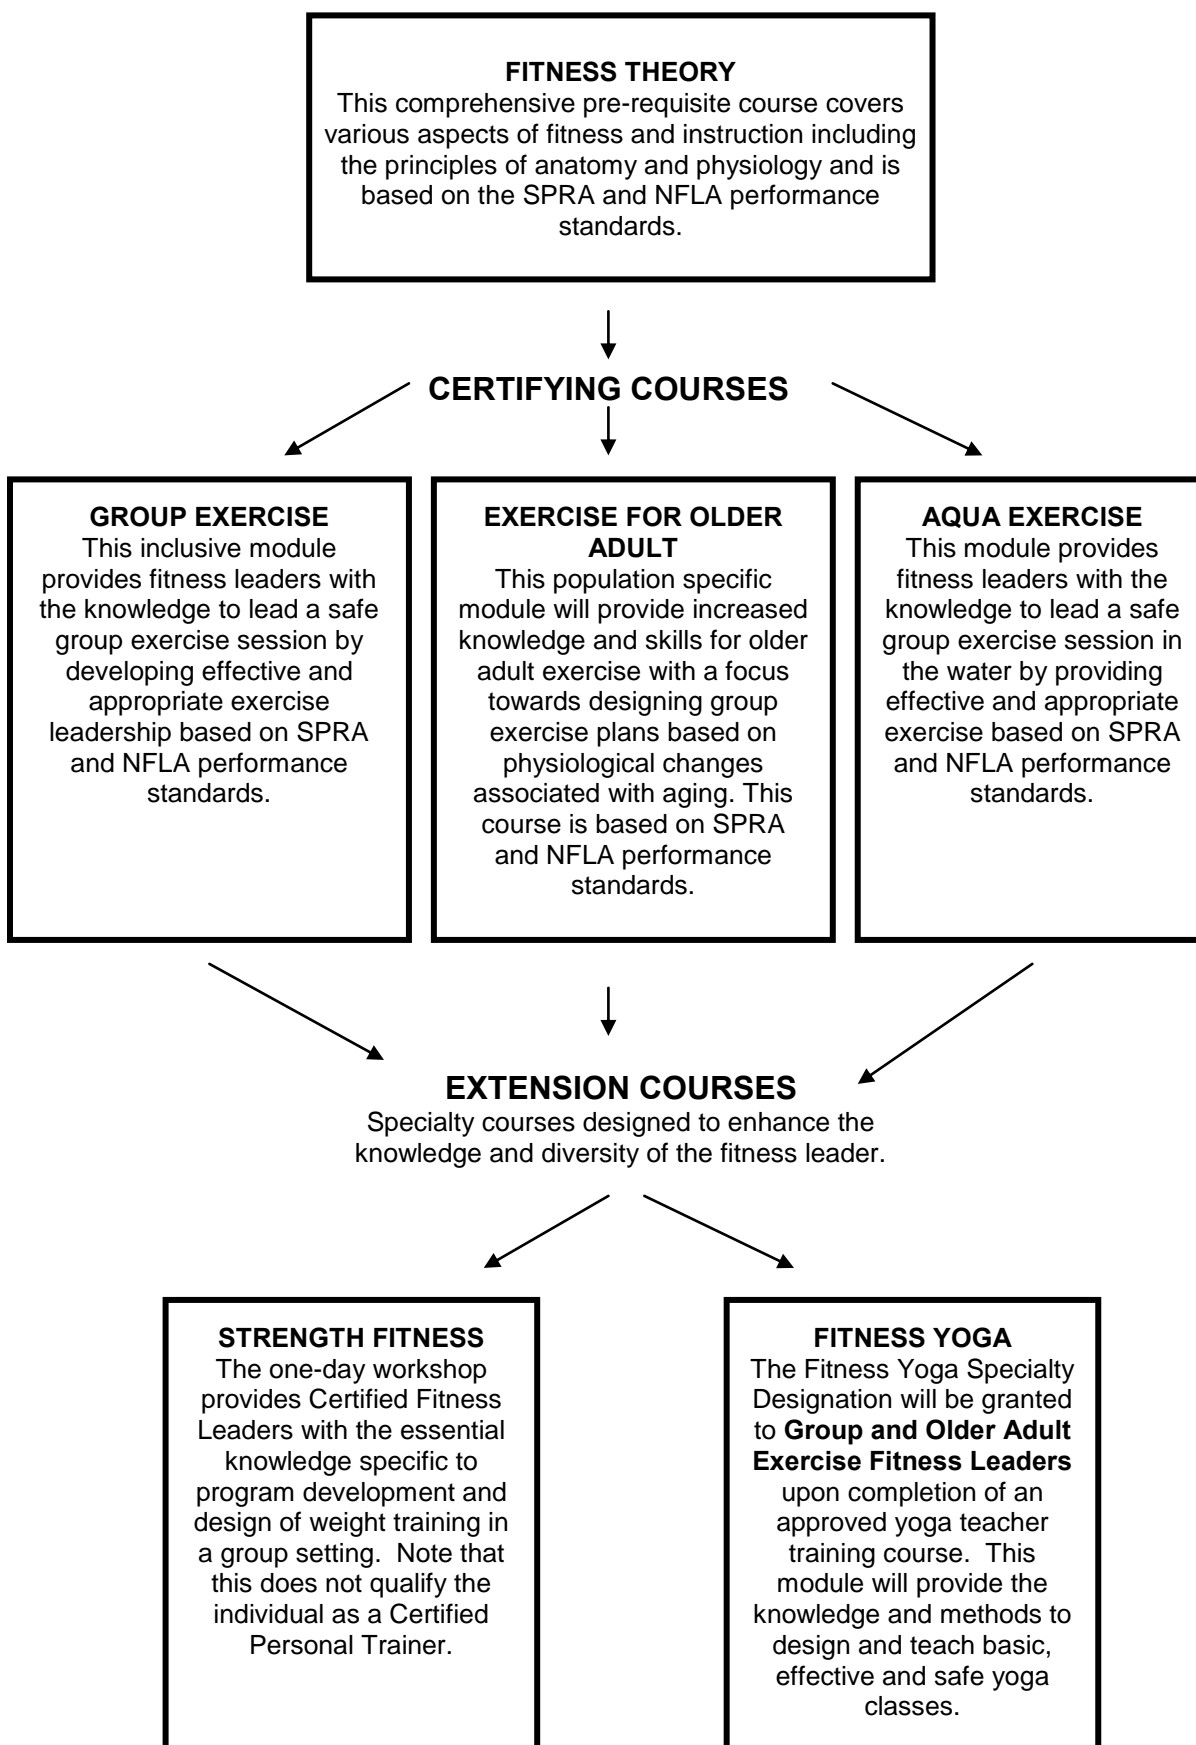 FITNESS THEORY
This comprehensive pre-requisite course covers
various aspects of fitness and instruction including
the principles of anatomy and physiology and is
based on the SPRA and NFLA performance
standards.
CERTIFYING COURSES
GROUP EXERCISE
This inclusive module
provides fitness leaders with
the knowledge to lead a safe
group exercise session by
developing effective and
appropriate exercise
leadership based on SPRA
and NFLA performance
standards.
EXERCISE FOR OLDER
ADULT
This population specific
module will provide increased
knowledge and skills for older
adult exercise with a focus
towards designing group
exercise plans based on
physiological changes
associated with aging. This
course is based on SPRA
and NFLA performance
standards.
AQUA EXERCISE
This module provides
fitness leaders with the
knowledge to lead a safe
group exercise session in
the water by providing
effective and appropriate
exercise based on SPRA
and NFLA performance
standards.
EXTENSION COURSES
Specialty courses designed to enhance the
knowledge and diversity of the fitness leader.
STRENGTH FITNESS
The one-day workshop
provides Certified Fitness
Leaders with the essential
knowledge specific to
program development and
design of weight training in
a group setting.  Note that
this does not qualify the
individual as a Certified
Personal Trainer.
FITNESS YOGA
The Fitness Yoga Specialty
Designation will be granted
to Group and Older Adult
Exercise Fitness Leaders
upon completion of an
approved yoga teacher
training course.  This
module will provide the
knowledge and methods to
design and teach basic,
effective and safe yoga
classes.